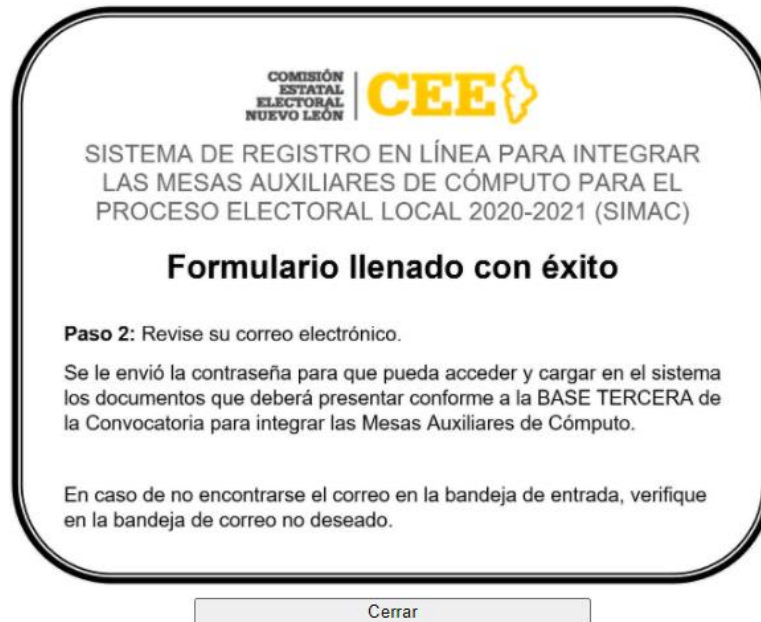 COMISIÓN
ESTATAL
ELECTORAL
NUEVO LEÓN
CEE
SISTEMA DE REGISTRO EN LÍNEA PARA INTEGRAR
LAS MESAS AUXILIARES DE CÓMPUTO PARA EL
PROCESO ELECTORAL LOCAL 2020-2021 (SIMAC)
Formulario llenado con éxito
Paso 2: Revise su correo electrónico.
Se le envió la contraseña para que pueda acceder y cargar en el sistema
los documentos que deberá presentar conforme a la BASE TERCERA de
la Convocatoria para integrar las Mesas Auxiliares de Cómputo.
En caso de no encontrarse el correo en la bandeja de entrada, verifique
en la bandeja de correo no deseado.
Cerrar